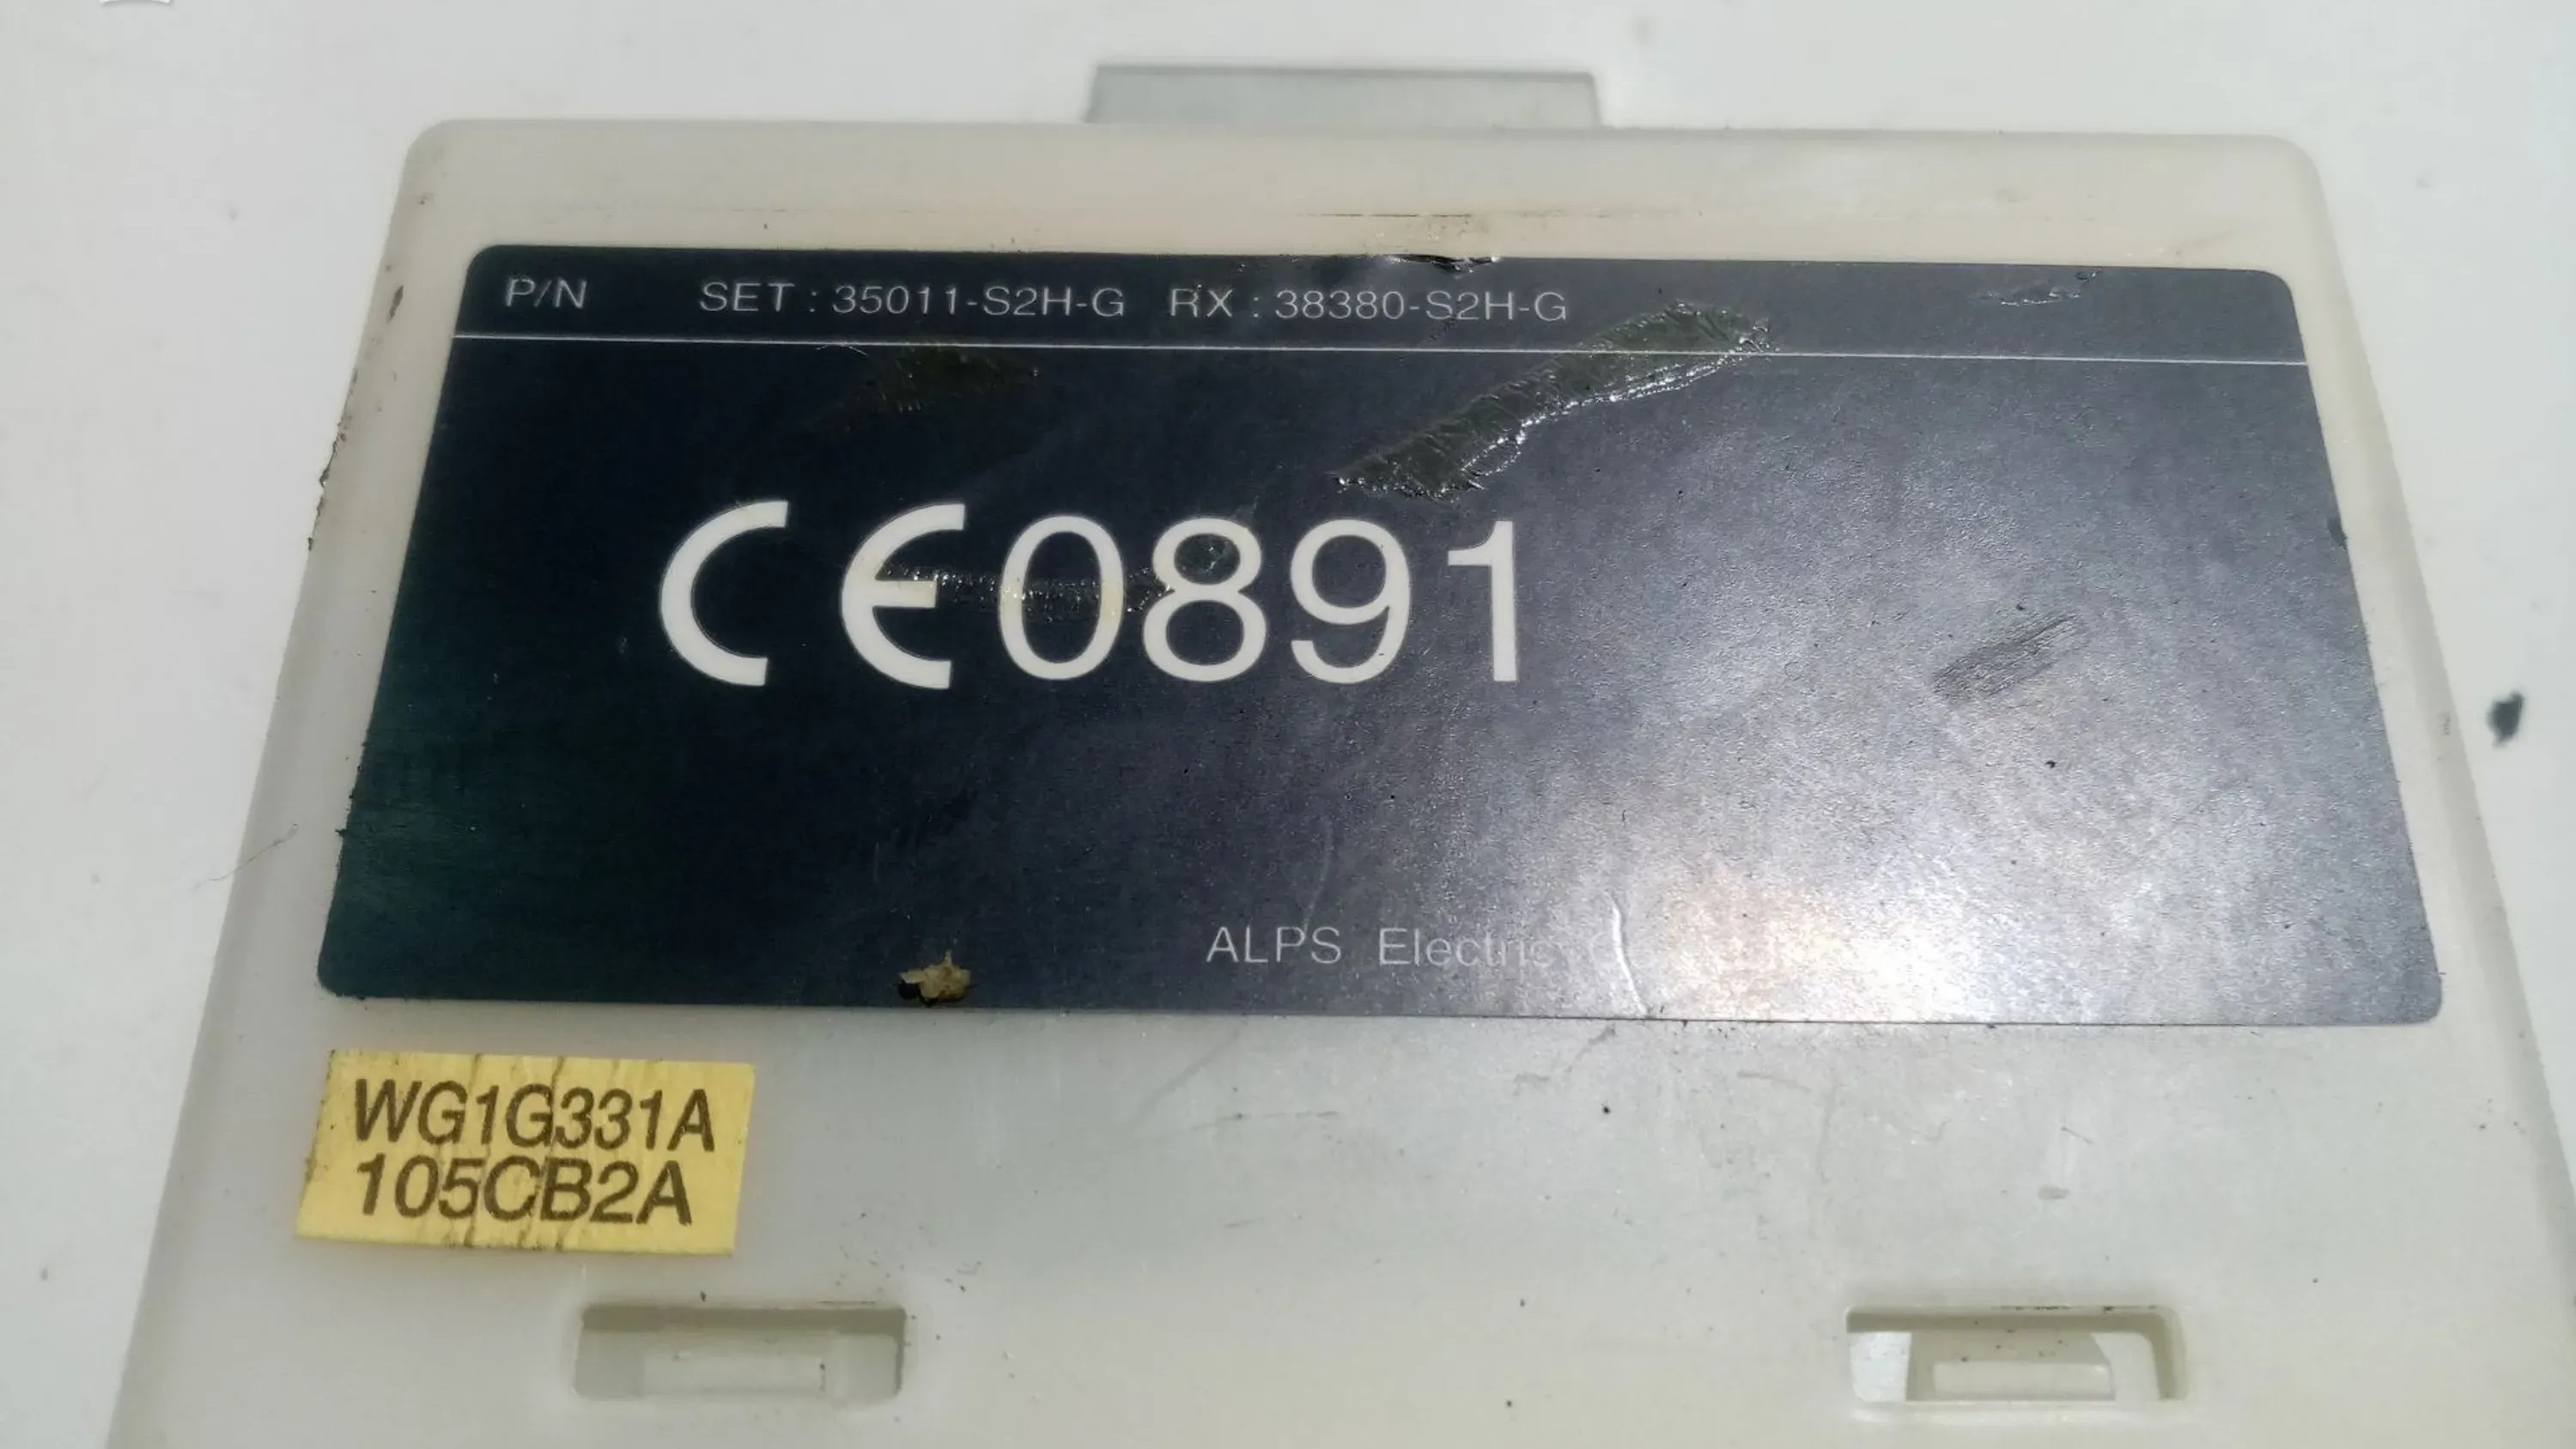 P/N SET : 35011-S2H-G RX : 38380-S2H-G
CE0891
ALPS Electric
WG1G331A
105CB2A